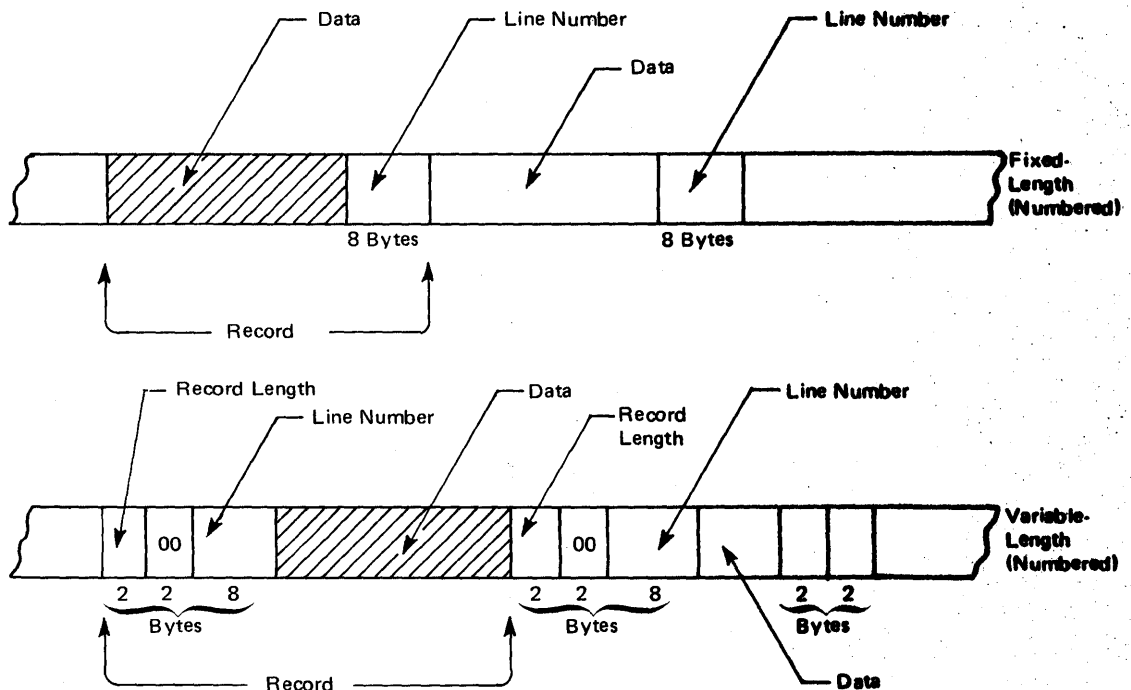 Data
Line Number
Line Number
Data
Fixed-
Length
(Numbered)
8 Bytes
8 Bytes
Record
Record Length
Data
Line Number
Line Number
Record
Length
00
00
Variable-
Length
(Numbered)
2 2 8
2 2 8
2 2
Bytes
Bytes
Bytes
Record
Data